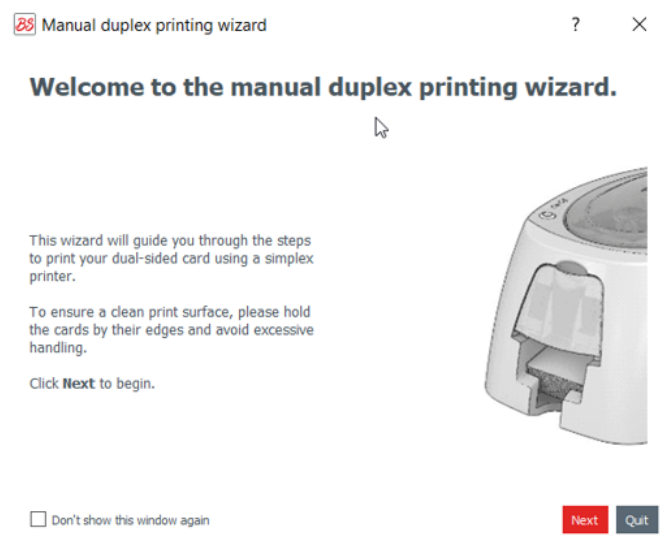 BS Manual duplex printing wizard ?
Welcome to the manual duplex printing wizard.
This wizard will guide you through the steps
to print your dual-sided card using a simplex
printer.
To ensure a clean print surface, please hold
the cards by their edges and avoid excessive
handling.
Click Next to begin.
Don't show this window again
Next Quit